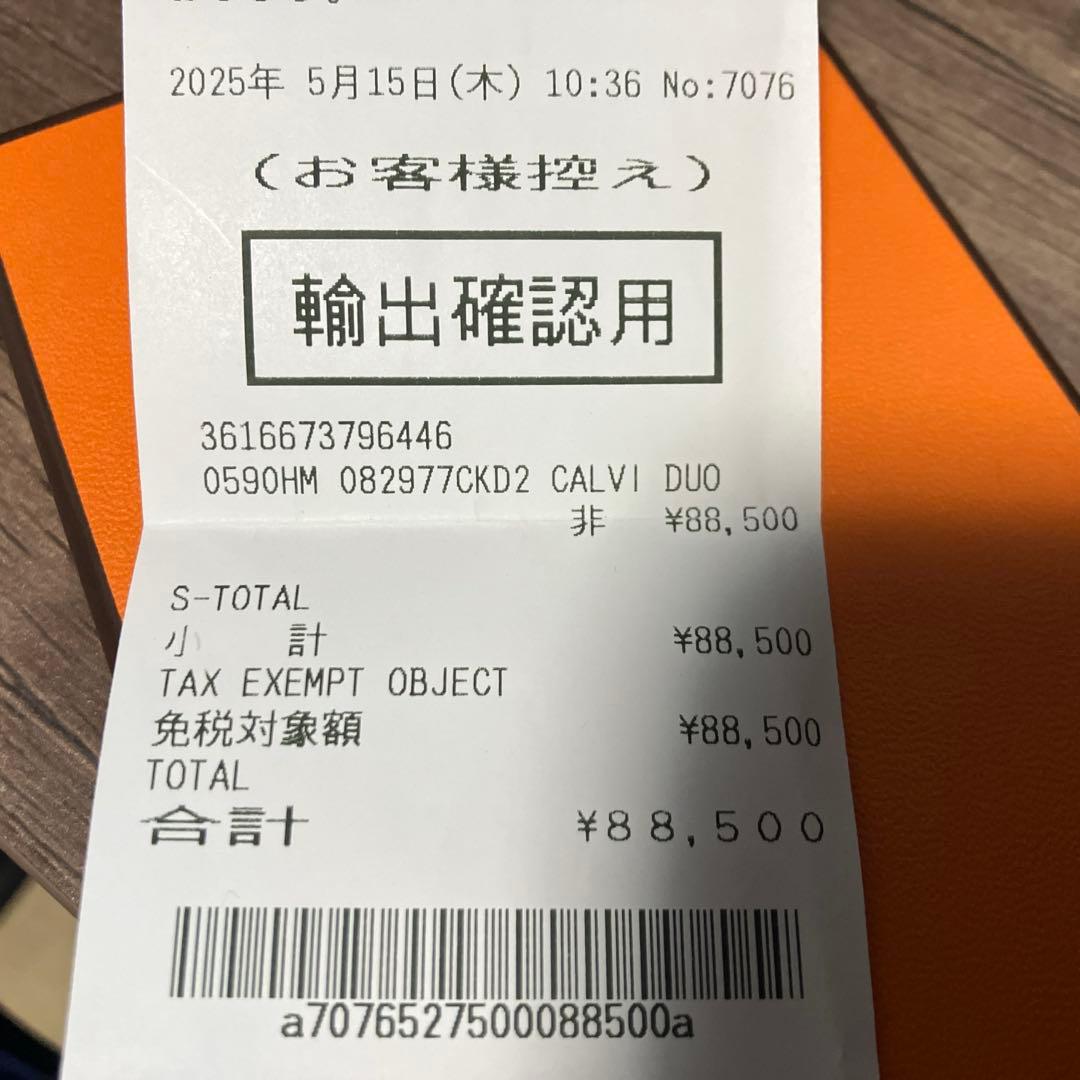 2025年 5月15日(木) 10:36 No:7076
(お客様控え)
輸出確認用
3616673796446
0590HM 082977CKD2 CALVI DUO
非 ¥88,500
S-TOTAL
小 計 ¥88,500
TAX EXEMPT OBJECT
免税対象額 ¥88,500
TOTAL
合計 ¥88,500
a7076527500088500a